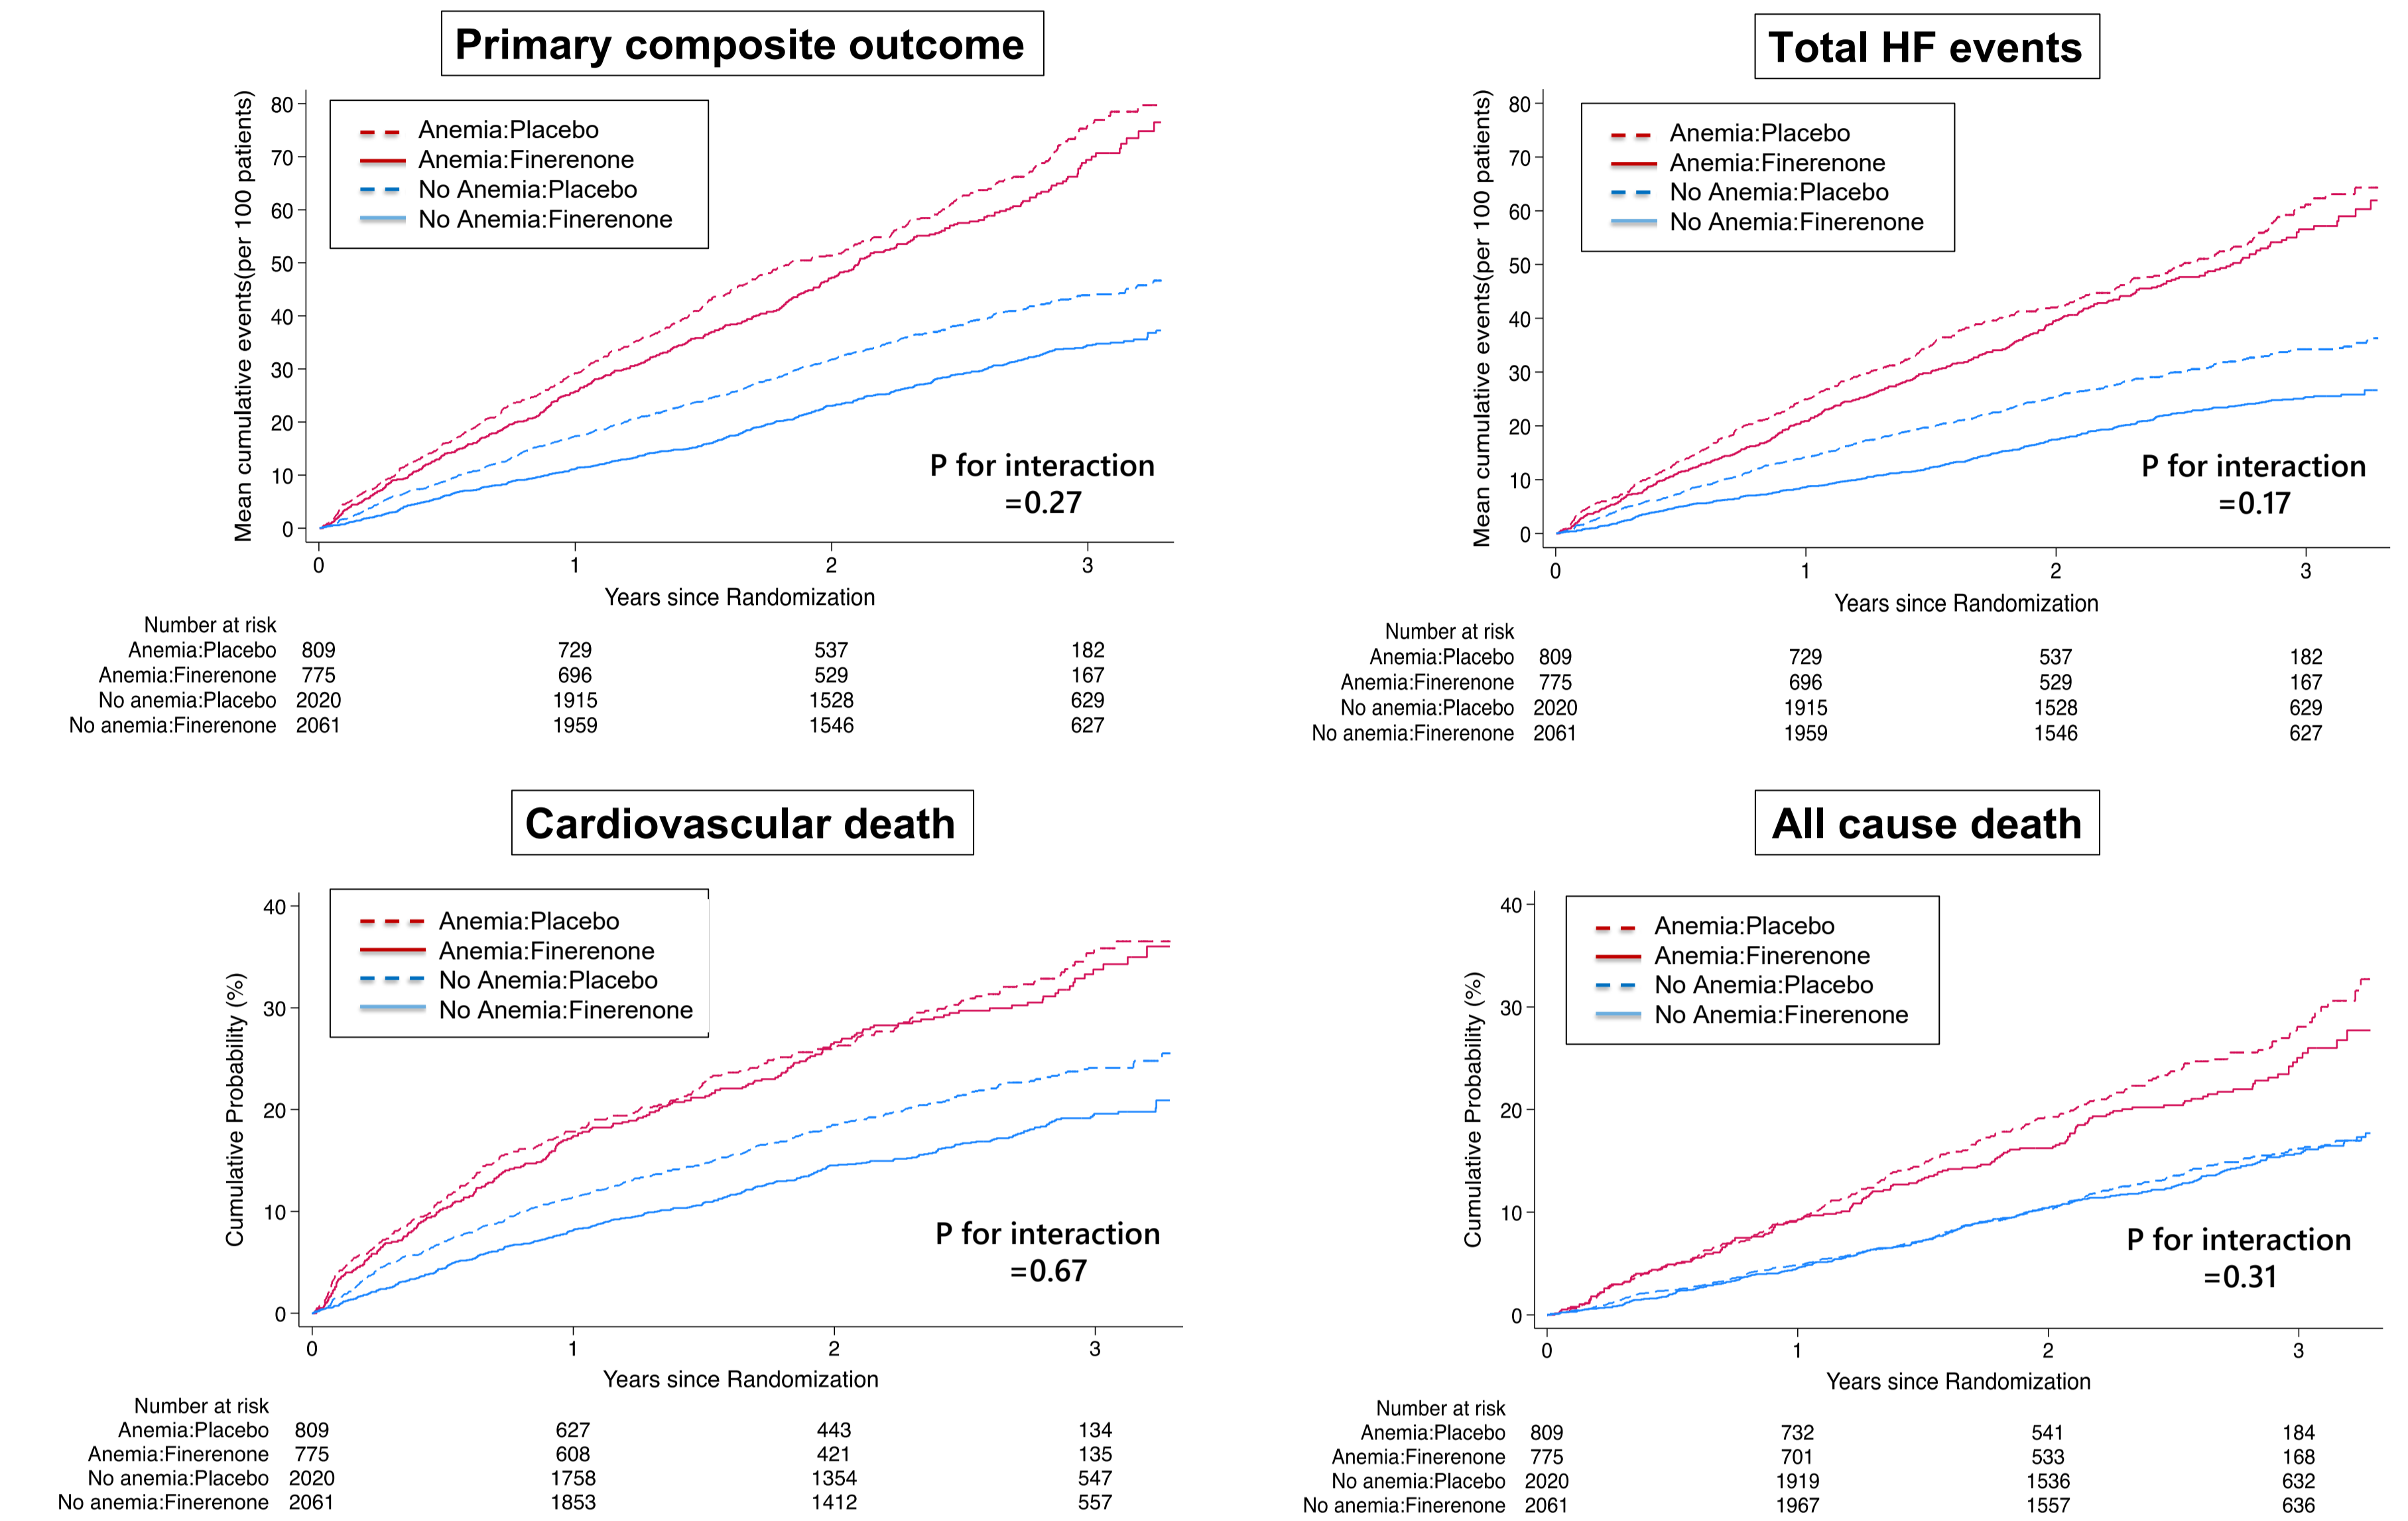 Primary composite outcome
Mean cumulative events(per 100 patients)
80
70
60
50
40
30
20
10
0
Anemia:Placebo
Anemia:Finerenone
No Anemia:Placebo
No Anemia:Finerenone
P for interaction
=0.27
0 1 2 3
Years since Randomization
Number at risk
Anemia:Placebo 809 729 537 182
Anemia:Finerenone 775 696 529 167
No anemia:Placebo 2020 1915 1528 629
No anemia:Finerenone 2061 1959 1546 627
Total HF events
Mean cumulative events(per 100 patients)
80
70
60
50
40
30
20
10
0
Anemia:Placebo
Anemia:Finerenone
No Anemia:Placebo
No Anemia:Finerenone
P for interaction
=0.17
0 1 2 3
Years since Randomization
Number at risk
Anemia:Placebo 809 729 537 182
Anemia:Finerenone 775 696 529 167
No anemia:Placebo 2020 1915 1528 629
No anemia:Finerenone 2061 1959 1546 627
Cardiovascular death
Cumulative Probability (%)
40
30
20
10
0
Anemia:Placebo
Anemia:Finerenone
No Anemia:Placebo
No Anemia:Finerenone
P for interaction
=0.67
0 1 2 3
Years since Randomization
Number at risk
Anemia:Placebo 809 627 443 134
Anemia:Finerenone 775 608 421 135
No anemia:Placebo 2020 1758 1354 547
No anemia:Finerenone 2061 1853 1412 557
All cause death
Cumulative Probability (%)
40
30
20
10
0
Anemia:Placebo
Anemia:Finerenone
No Anemia:Placebo
No Anemia:Finerenone
P for interaction
=0.31
0 1 2 3
Years since Randomization
Number at risk
Anemia:Placebo 809 732 541 184
Anemia:Finerenone 775 701 533 168
No anemia:Placebo 2020 1919 1536 632
No anemia:Finerenone 2061 1967 1557 636